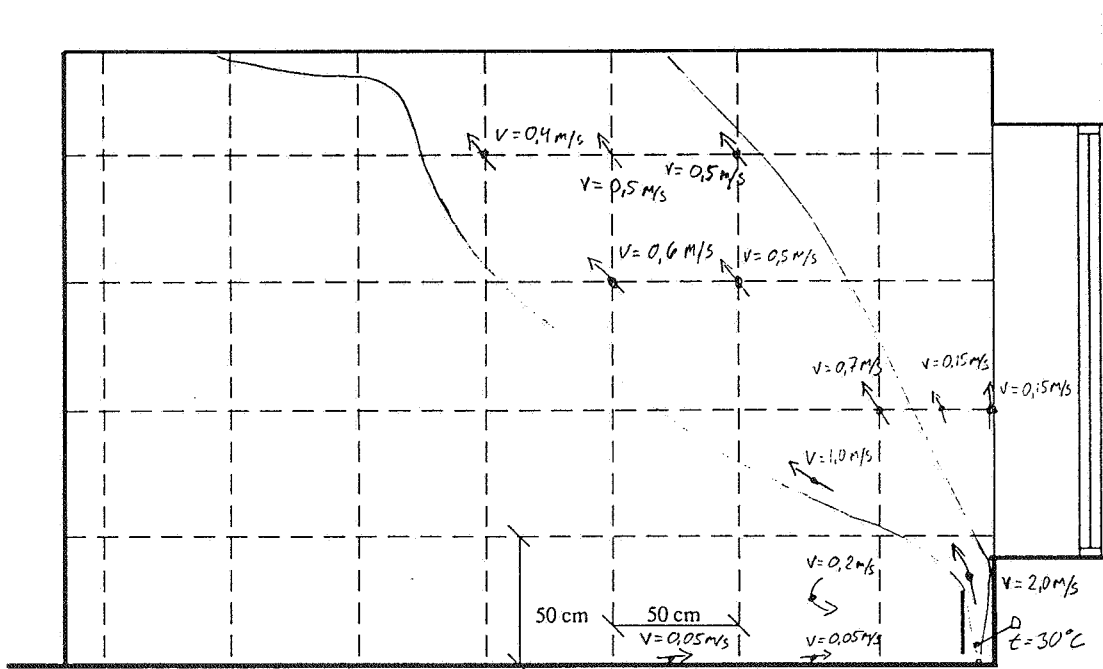 V=0,4 m/s
V=0,5 m/s
V=0,5 m/s
V=0,6 m/s
V=0,5 m/s
V=0,7 m/s
V=0,15 m/s
V=0,15 m/s
V=1,0 m/s
V=0,2 m/s
V=2,0 m/s
50 cm
50 cm
V=0,05 m/s
V=0,05 m/s
t=30°C